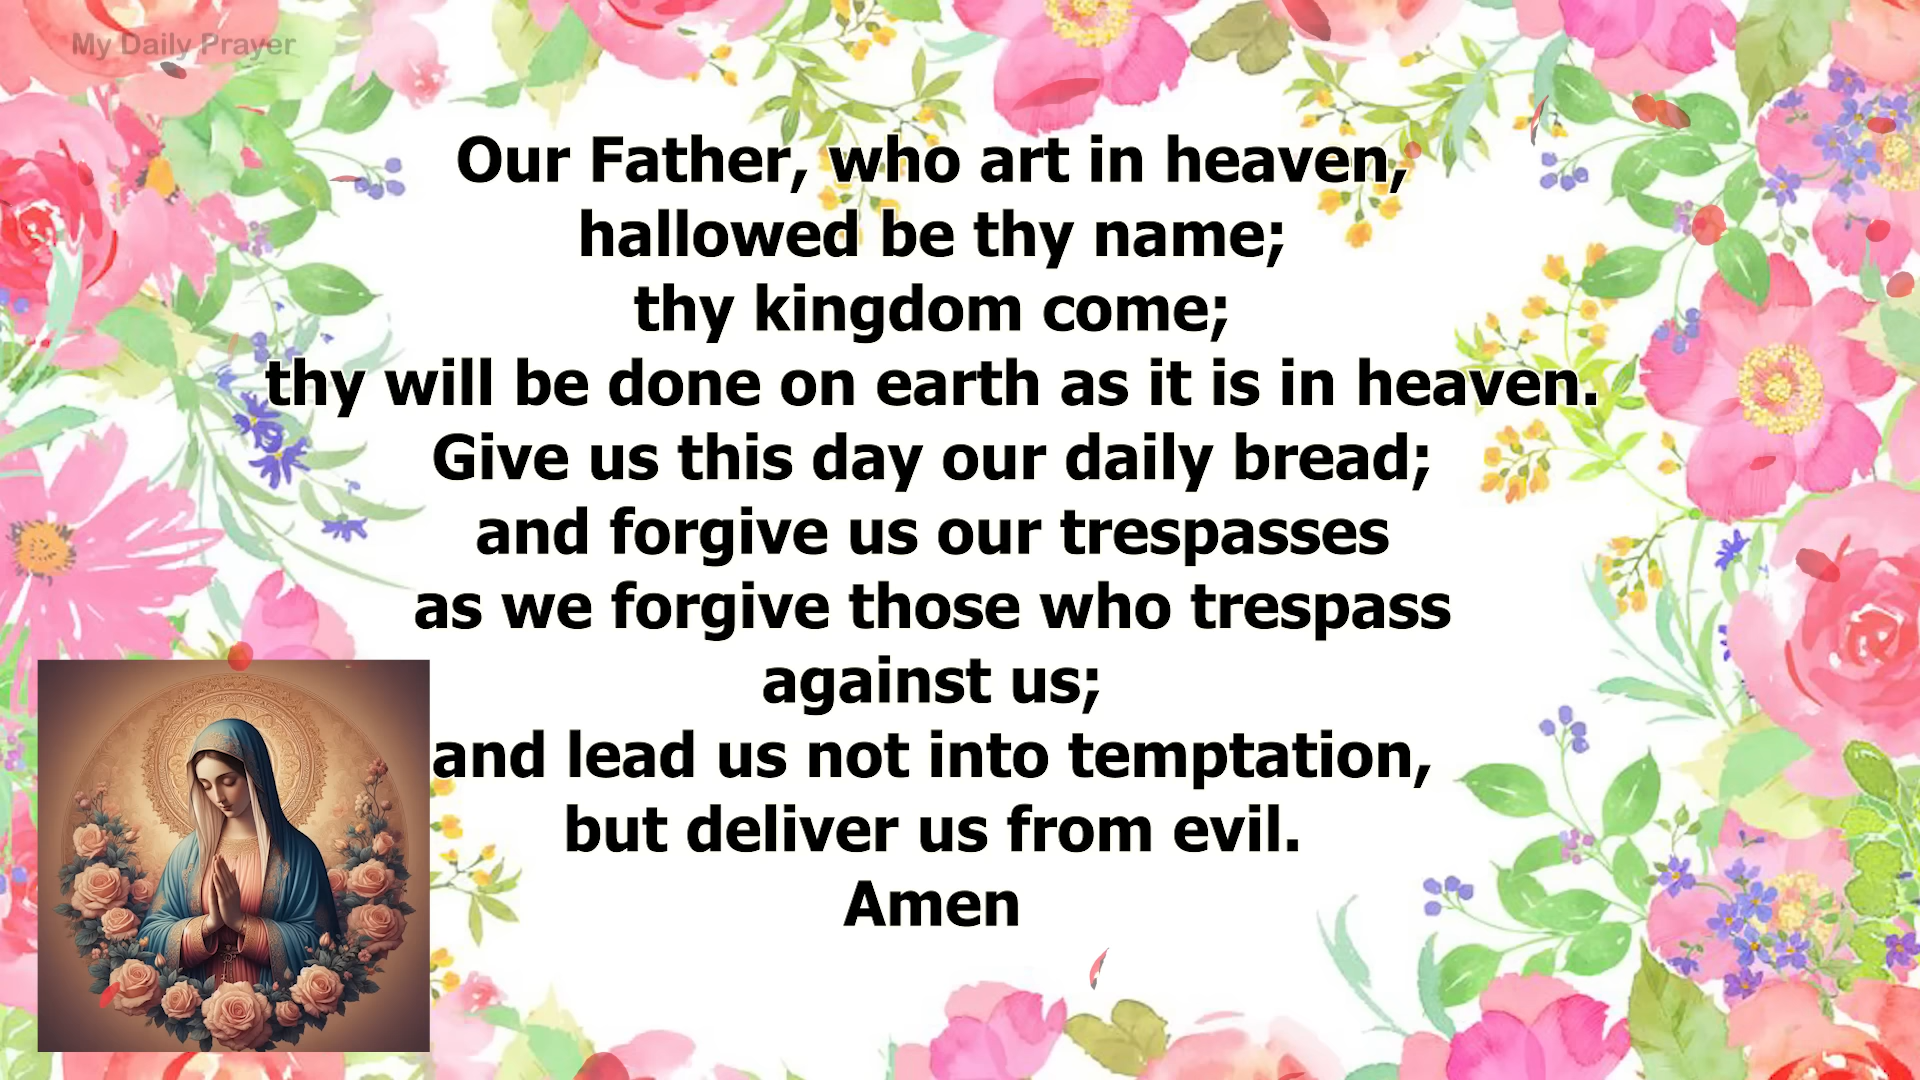 My Daily Prayer
Our Father, who art in heaven,
hallowed be thy name;
thy kingdom come;
thy will be done on earth as it is in heaven.
Give us this day our daily bread;
and forgive us our trespasses
as we forgive those who trespass
against us;
and lead us not into temptation,
but deliver us from evil.
Amen